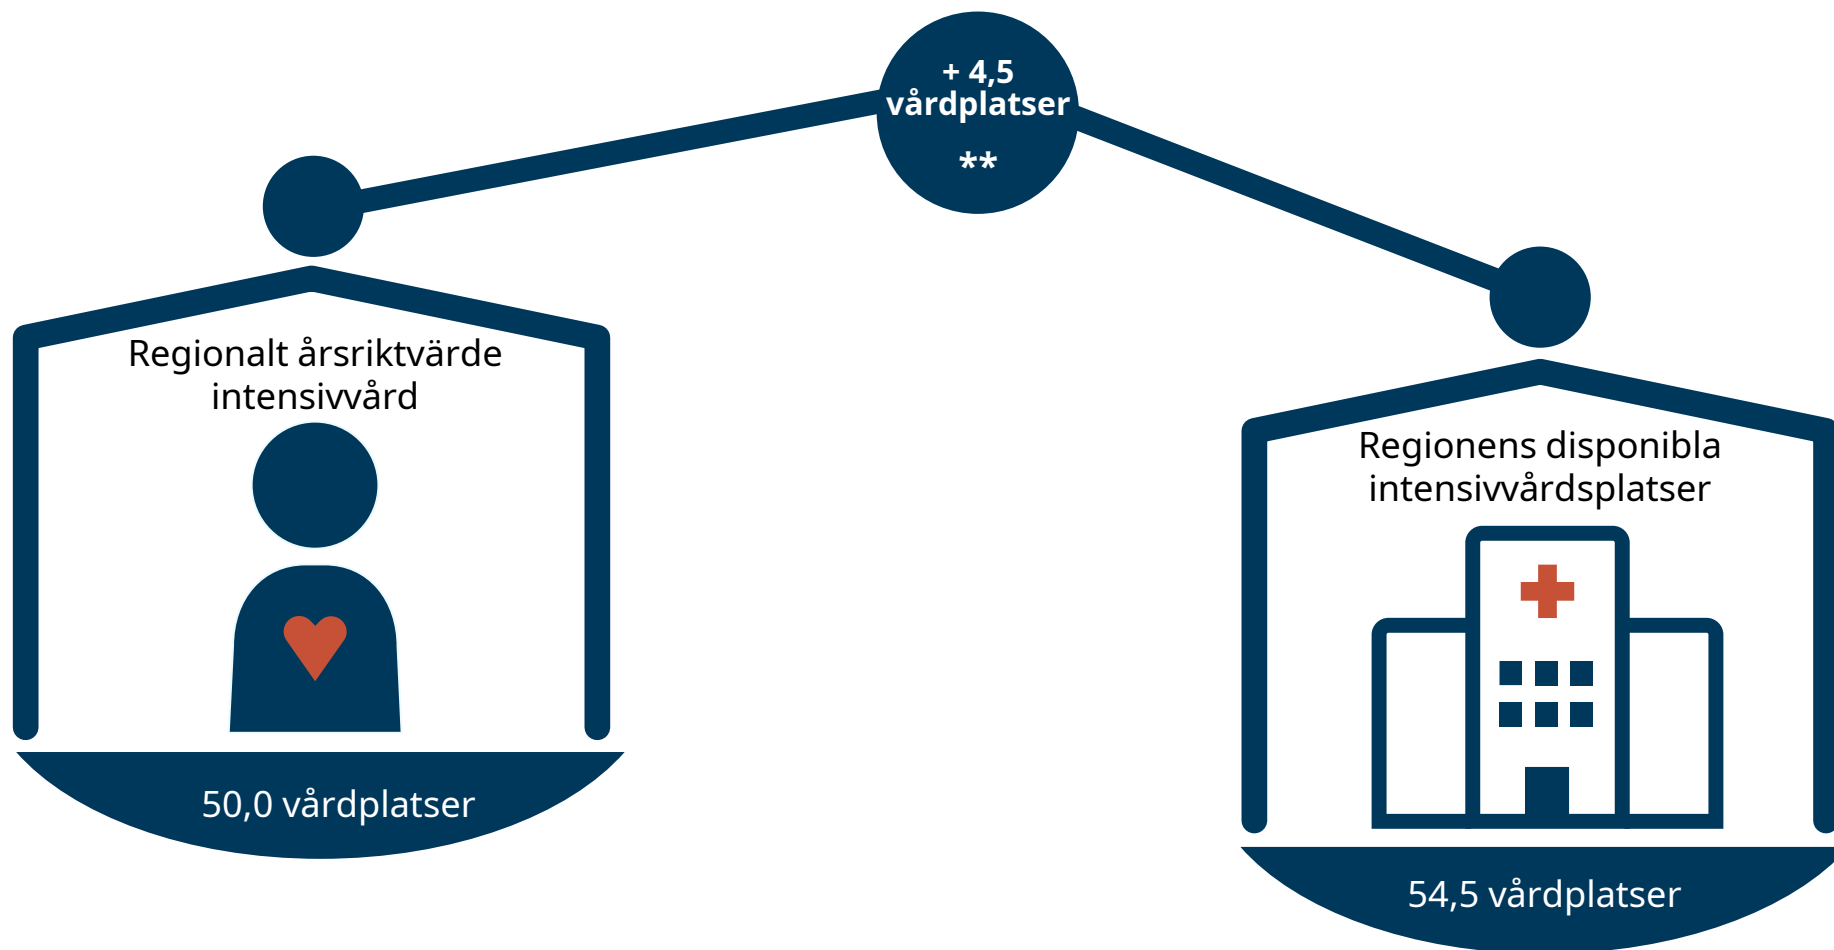 + 4,5
vårdplatser
**
Regionalt årsriktvärde
intensivvård
50,0 vårdplatser
Regionens disponibla
intensivvårdsplatser
54,5 vårdplatser